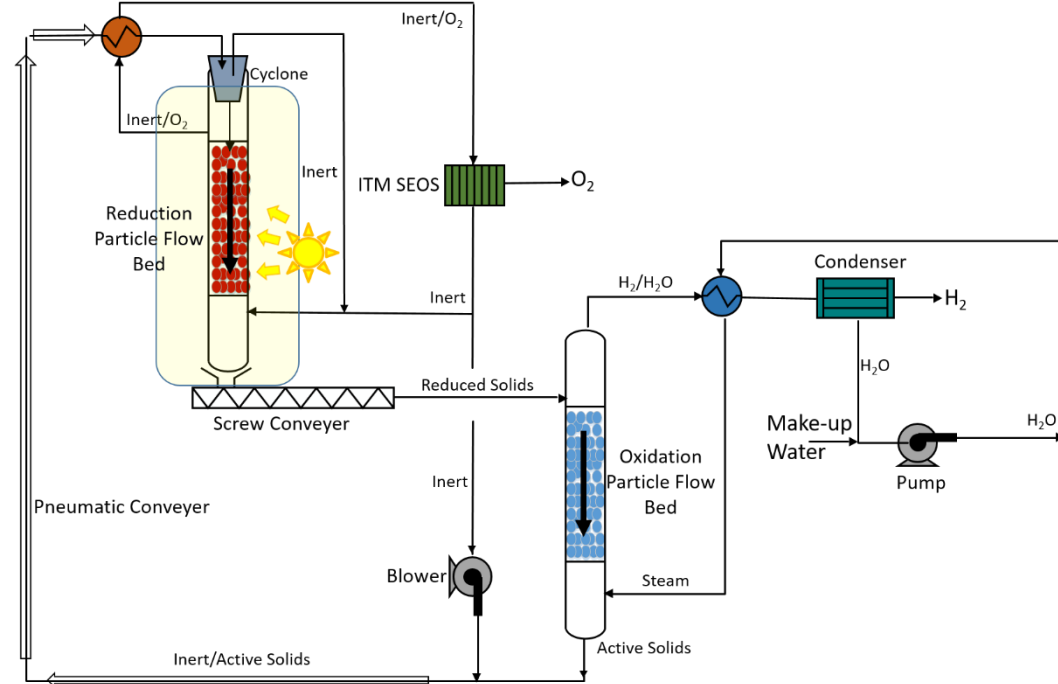 Inert/O₂
Cyclone
Inert/O₂
Inert
ITM SEOS
O₂
Reduction
Particle Flow
Bed
Inert
H₂/H₂O
Condenser
H₂
H₂O
Reduced Solids
Screw Conveyer
Make-up
Water
H₂O
Pump
Oxidation
Particle Flow
Bed
Inert
Pneumatic Conveyer
Blower
Steam
Active Solids
Inert/Active Solids